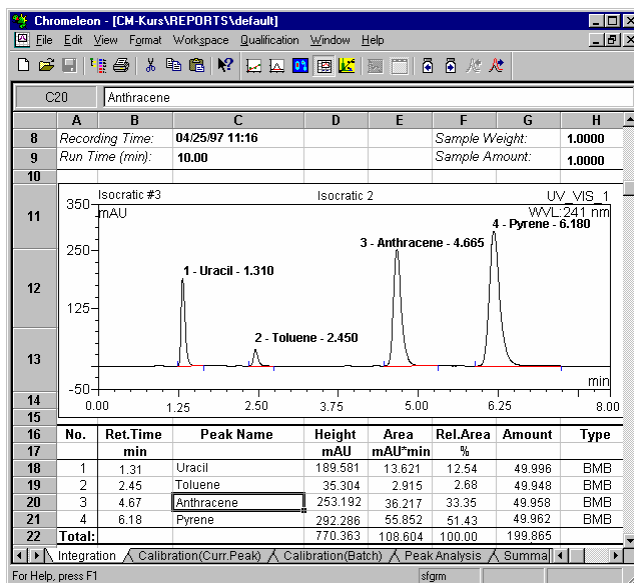 Chromeleon - [CM-Kurs\REPORTS\default]
File Edit View Format Workspace Qualification Window Help
C20 Anthracene
A B C D E F G H
8 Recording Time: 04/25/97 11:16 Sample Weight: 1.0000
9 Run Time (min): 10.00 Sample Amount: 1.0000
10
Isocratic #3 Isocratic 2 UV_VIS_1
350 mAU WVL:241 nm
11
4 - Pyrene - 6.180
3 - Anthracene - 4.665
250
1 - Uracil - 1.310
12
125
2 - Toluene - 2.450
13
-50 min
0.00 1.25 2.50 3.75 5.00 6.25 8.00
14
15
16 No. Ret.Time Peak Name Height Area Rel.Area Amount Type
17 min mAU mAU*min %
18 1 1.31 Uracil 189.581 13.621 12.54 49.996 BMB
19 2 2.45 Toluene 35.304 2.915 2.68 49.948 BMB
20 3 4.67 Anthracene 253.192 36.217 33.35 49.958 BMB
21 4 6.18 Pyrene 292.286 55.852 51.43 49.962 BMB
22 Total: 770.363 108.604 100.00 199.865
Integration Calibration(Curr.Peak) Calibration(Batch) Peak Analysis Summa
For Help, press F1 sfgrm